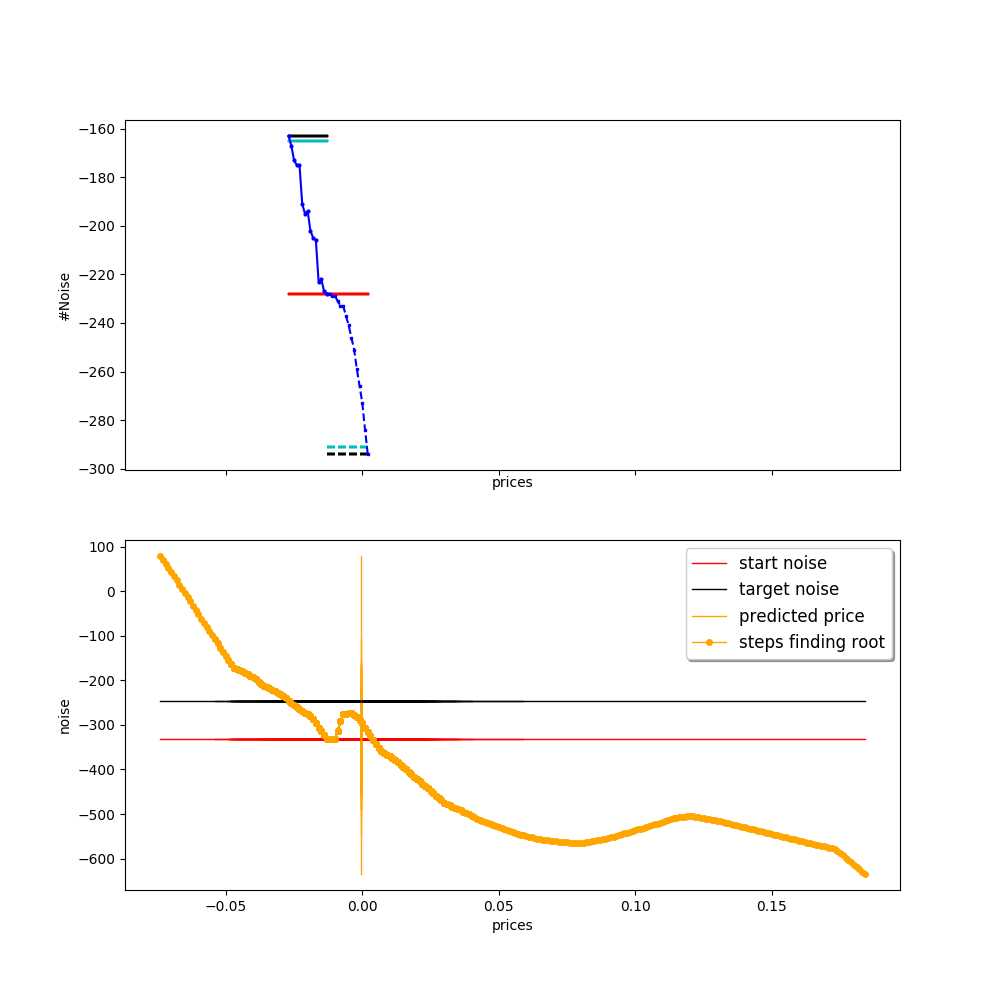 −160
−180
−200
−220
−240
−260
−280
−300
#Noise
prices
100
0
−100
−200
−300
−400
−500
−600
noise
start noise
target noise
predicted price
steps finding root
−0.05 0.00 0.05 0.10 0.15
prices